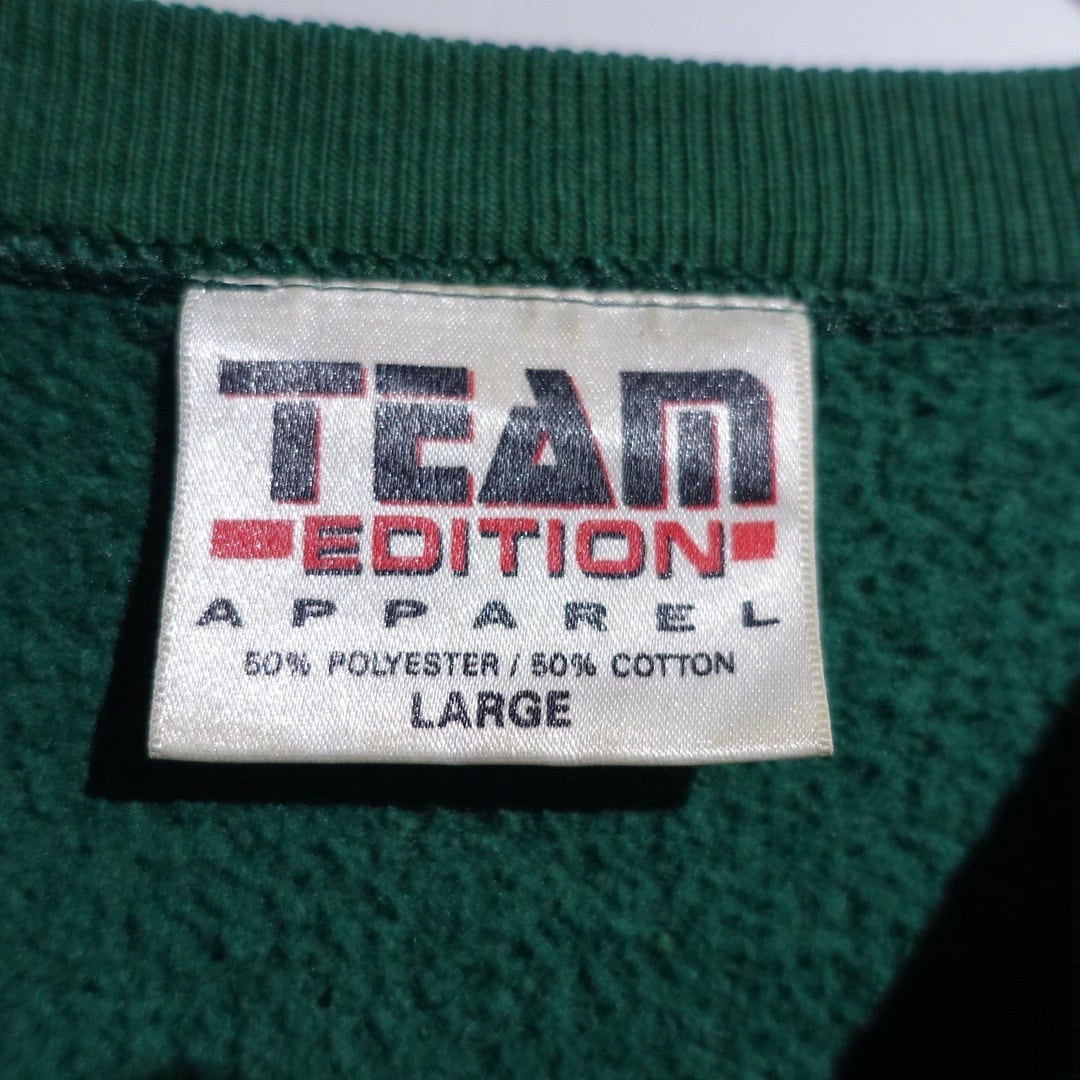 TEAM
EDITION
APPAREL
50% POLYESTER / 50% COTTON
LARGE